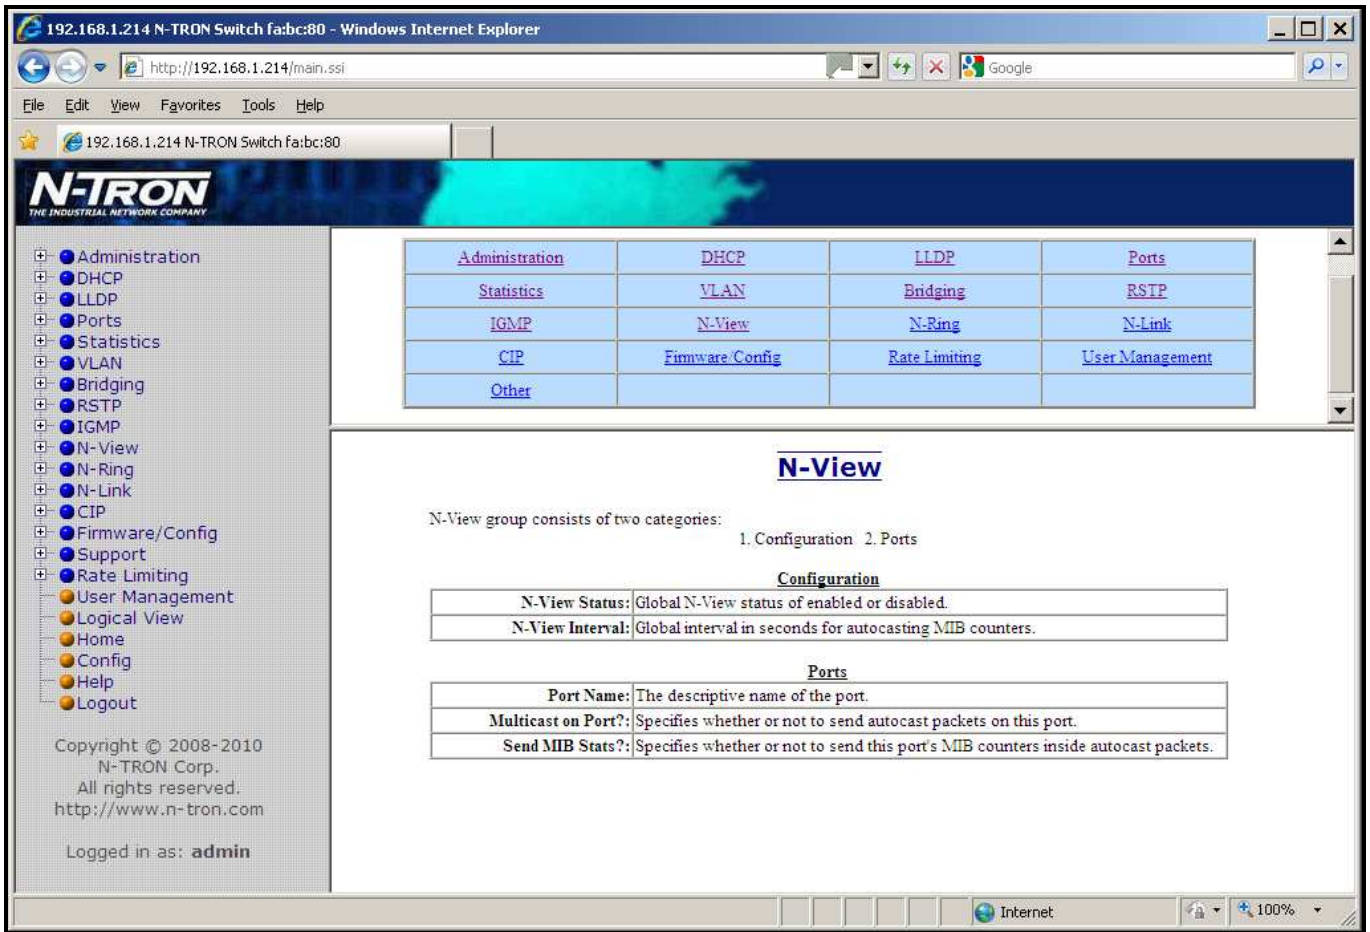 192.168.1.214 N-TRON Switch fa:bc:80 - Windows Internet Explorer
http://192.168.1.214/main.ssi
Google
File Edit View Favorites Tools Help
192.168.1.214 N-TRON Switch fa:bc:80
N-TRON
THE INDUSTRIAL NETWORK COMPANY
Administration
DHCP
LLDP
Ports
Statistics
VLAN
Bridging
RSTP
IGMP
N-View
N-Ring
N-Link
CIP
Firmware/Config
Support
Rate Limiting
User Management
Logical View
Home
Config
Help
Logout
Copyright © 2008-2010
N-TRON Corp.
All rights reserved.
http://www.n-tron.com
Logged in as: admin
Administration DHCP LLDP Ports
Statistics VLAN Bridging RSTP
IGMP N-View N-Ring N-Link
CIP Firmware/Config Rate Limiting User Management
Other
N-View
N-View group consists of two categories:
1. Configuration 2. Ports
Configuration
N-View Status: Global N-View status of enabled or disabled.
N-View Interval: Global interval in seconds for autocasting MIB counters.
Ports
Port Name: The descriptive name of the port.
Multicast on Port?: Specifies whether or not to send autocast packets on this port.
Send MIB Stats?: Specifies whether or not to send this port's MIB counters inside autocast packets.
Internet
100%